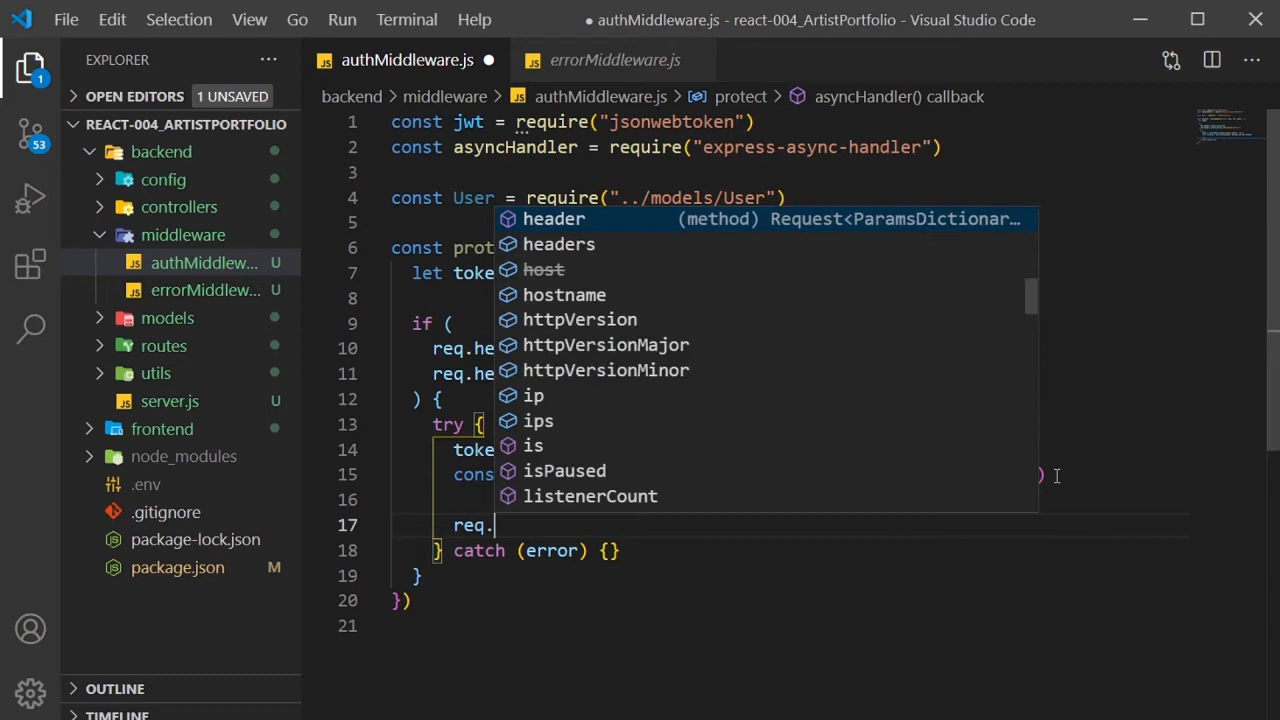 File Edit Selection View Go Run Terminal Help ● authMiddleware.js - react-004_ArtistPortfolio - Visual Studio Code
EXPLORER ...
authMiddleware.js ●
errorMiddleware.js
1
OPEN EDITORS 1 UNSAVED
backend > middleware > JS authMiddleware.js > protect > asyncHandler() callback
REACT-004_ARTISTPORTFOLIO
53
backend
config U
controllers
middleware
JS authMiddlew... U
JS errorMiddlew... U
models
routes
utils
JS server.js
frontend
node_modules
.env
.gitignore
package-lock.json
package.json M
OUTLINE
TIMELINE
1 const jwt = require("jsonwebtoken")
2 const asyncHandler = require("express-async-handler")
3
4 const User = require("../models/User")
5
6 const prot
7 let toke
8
9 if (
10 req.he
11 req.he
12 ) {
13 try {
14 toke
15 cons )
16
17 req.
18 } catch (error) {}
19 }
20 })
21
header (method) Request<ParamsDictionar...
headers
host
hostname
httpVersion
httpVersionMajor
httpVersionMinor
ip
ips
is
isPaused
listenerCount